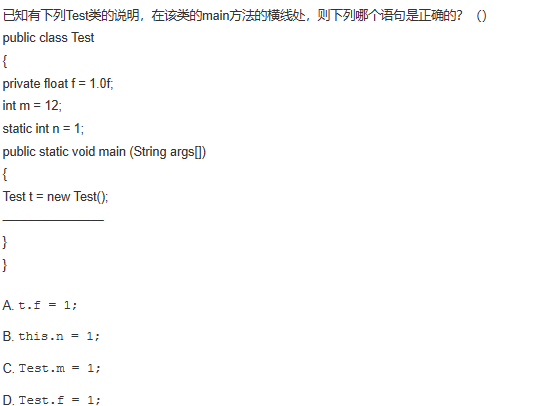 已知有下列Test类的说明，在该类的main方法的横线处，则下列哪个语句是正确的？（）
public class Test
{
private float f = 1.0f;
int m = 12;
static int n = 1;
public static void main (String args[])
{
Test t = new Test();
________________
}
}
A. t.f = 1;
B. this.n = 1;
C. Test.m = 1;
D. Test.f = 1;